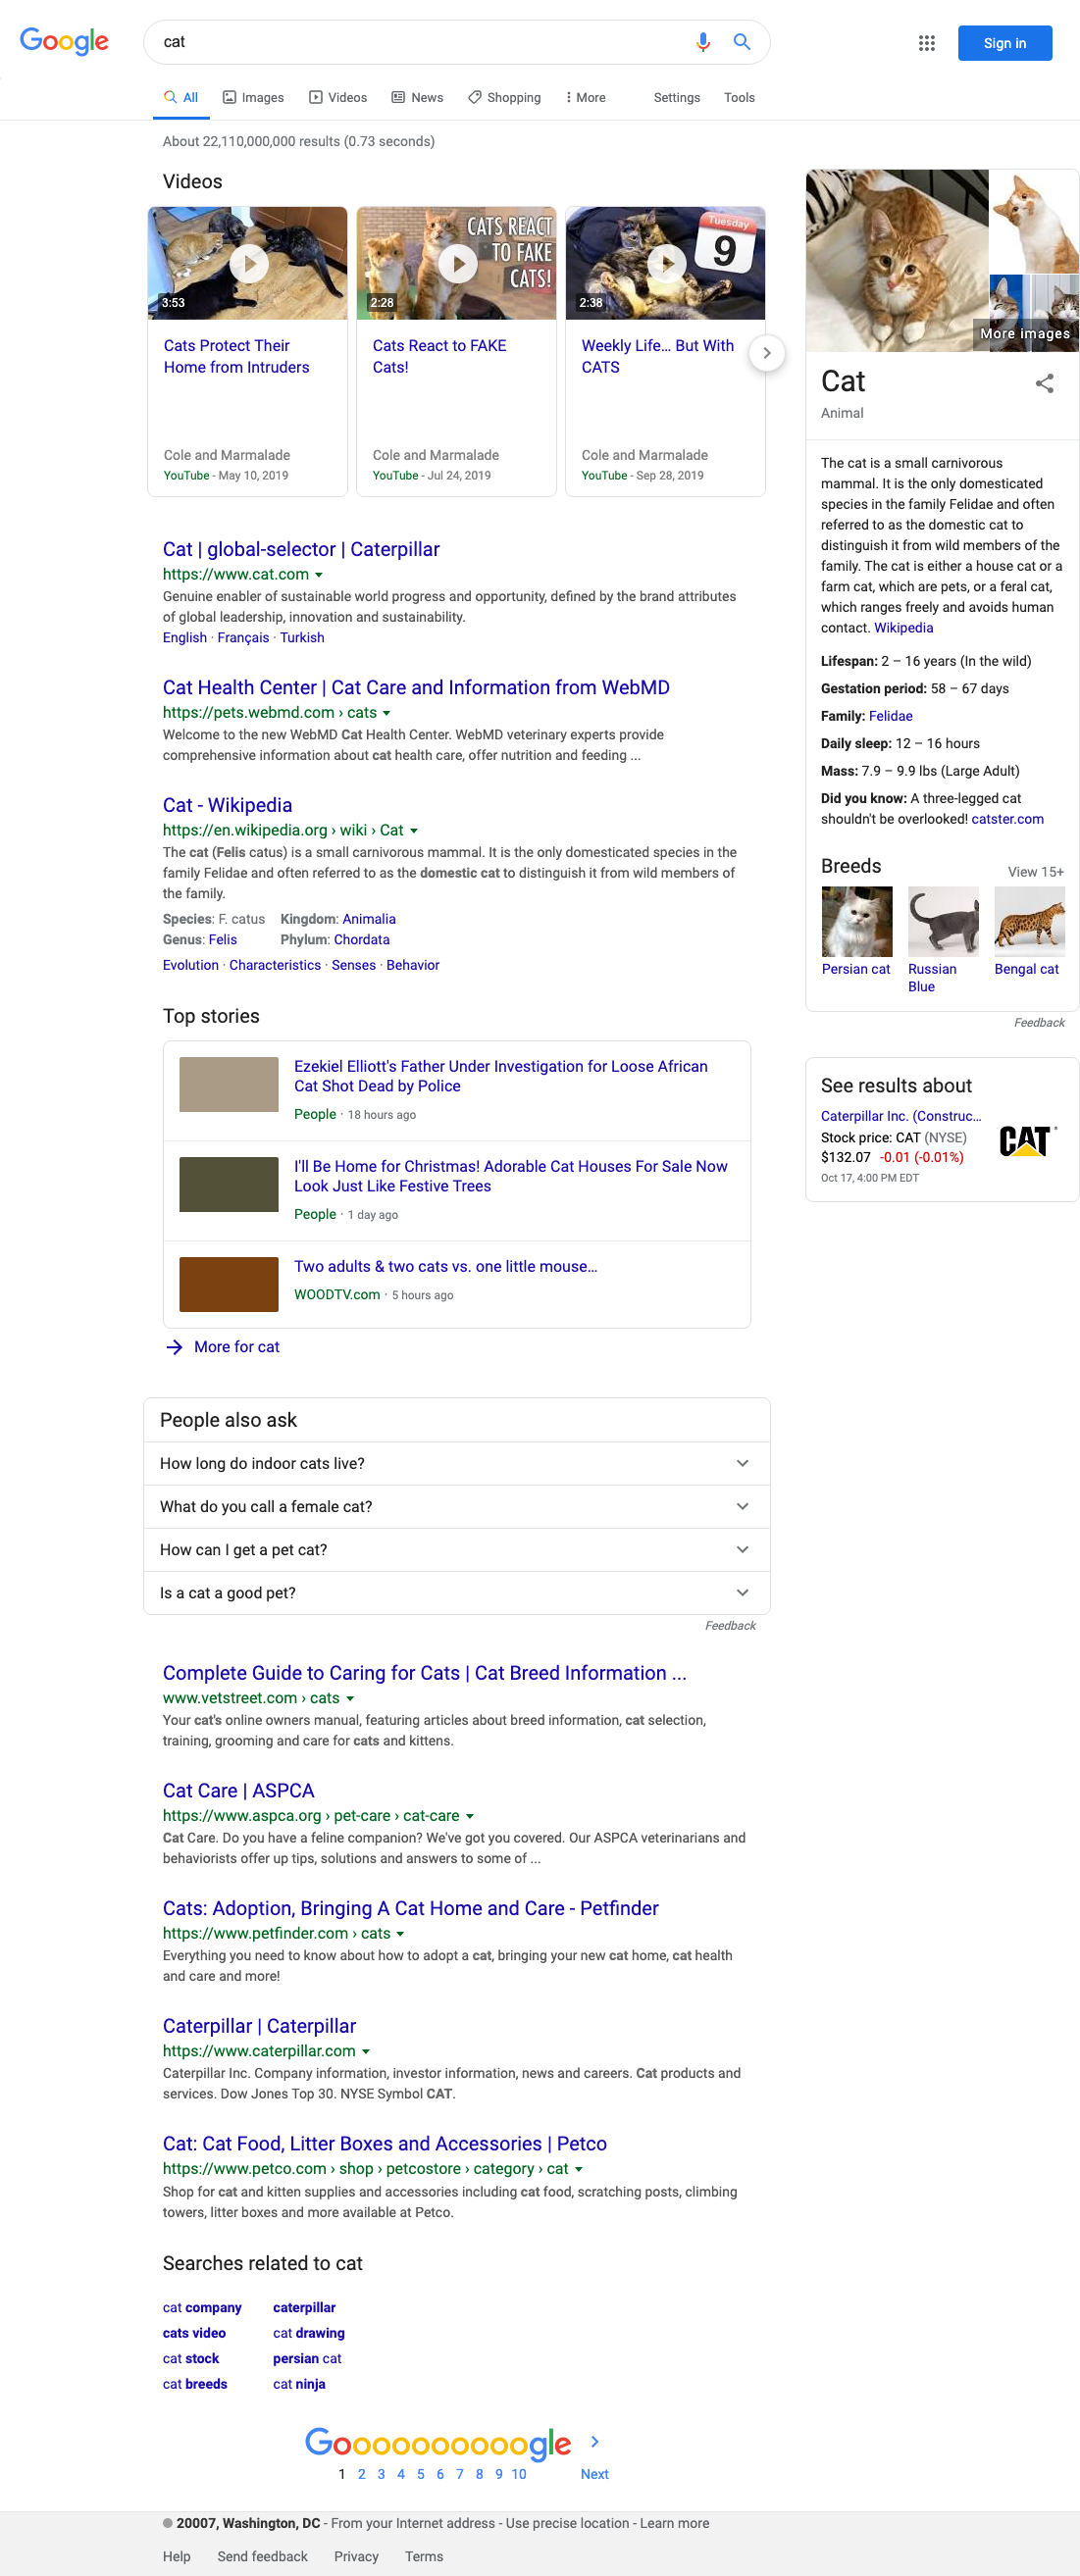 Google
cat
Sign in
All Images Videos News Shopping More Settings Tools
About 22,110,000,000 results (0.73 seconds)
Videos
3:53
CATS REACT
TO FAKE
CATS!
2:28
Tuesday
9
2:38
Cats Protect Their
Home from Intruders
Cole and Marmalade
YouTube - May 10, 2019
Cats React to FAKE
Cats!
Cole and Marmalade
YouTube - Jul 24, 2019
Weekly Life... But With
CATS
Cole and Marmalade
YouTube - Sep 28, 2019
Cat | global-selector | Caterpillar
https://www.cat.com
Genuine enabler of sustainable world progress and opportunity, defined by the brand attributes
of global leadership, innovation and sustainability.
English · Français · Turkish
Cat Health Center | Cat Care and Information from WebMD
https://pets.webmd.com › cats
Welcome to the new WebMD Cat Health Center. WebMD veterinary experts provide
comprehensive information about cat health care, offer nutrition and feeding ...
Cat - Wikipedia
https://en.wikipedia.org › wiki › Cat
The cat (Felis catus) is a small carnivorous mammal. It is the only domesticated species in the
family Felidae and often referred to as the domestic cat to distinguish it from wild members of
the family.
Species: F. catus Kingdom: Animalia
Genus: Felis Phylum: Chordata
Evolution · Characteristics · Senses · Behavior
Top stories
Ezekiel Elliott's Father Under Investigation for Loose African
Cat Shot Dead by Police
People · 18 hours ago
I'll Be Home for Christmas! Adorable Cat Houses For Sale Now
Look Just Like Festive Trees
People · 1 day ago
Two adults & two cats vs. one little mouse...
WOODTV.com · 5 hours ago
More for cat
People also ask
How long do indoor cats live?
What do you call a female cat?
How can I get a pet cat?
Is a cat a good pet?
Feedback
Complete Guide to Caring for Cats | Cat Breed Information ...
www.vetstreet.com › cats
Your cat's online owners manual, featuring articles about breed information, cat selection,
training, grooming and care for cats and kittens.
Cat Care | ASPCA
https://www.aspca.org › pet-care › cat-care
Cat Care. Do you have a feline companion? We've got you covered. Our ASPCA veterinarians and
behaviorists offer up tips, solutions and answers to some of ...
Cats: Adoption, Bringing A Cat Home and Care - Petfinder
https://www.petfinder.com › cats
Everything you need to know about how to adopt a cat, bringing your new cat home, cat health
and care and more!
Caterpillar | Caterpillar
https://www.caterpillar.com
Caterpillar Inc. Company information, investor information, news and careers. Cat products and
services. Dow Jones Top 30. NYSE Symbol CAT.
Cat: Cat Food, Litter Boxes and Accessories | Petco
https://www.petco.com › shop › petcostore › category › cat
Shop for cat and kitten supplies and accessories including cat food, scratching posts, climbing
towers, litter boxes and more available at Petco.
Searches related to cat
cat company caterpillar
cats video cat drawing
cat stock persian cat
cat breeds cat ninja
More images
Cat
Animal
The cat is a small carnivorous
mammal. It is the only domesticated
species in the family Felidae and often
referred to as the domestic cat to
distinguish it from wild members of the
family. The cat is either a house cat or a
farm cat, which are pets, or a feral cat,
which ranges freely and avoids human
contact. Wikipedia
Lifespan: 2 – 16 years (In the wild)
Gestation period: 58 – 67 days
Family: Felidae
Daily sleep: 12 – 16 hours
Mass: 7.9 – 9.9 lbs (Large Adult)
Did you know: A three-legged cat
shouldn't be overlooked! catster.com
Breeds View 15+
Persian cat
Russian
Blue
Bengal cat
Feedback
See results about
Caterpillar Inc. (Construc...
Stock price: CAT (NYSE)
$132.07 -0.01 (-0.01%)
Oct 17, 4:00 PM EDT
CAT
Goooooooooogle
1 2 3 4 5 6 7 8 9 10 Next
20007, Washington, DC - From your Internet address - Use precise location - Learn more
Help Send feedback Privacy Terms